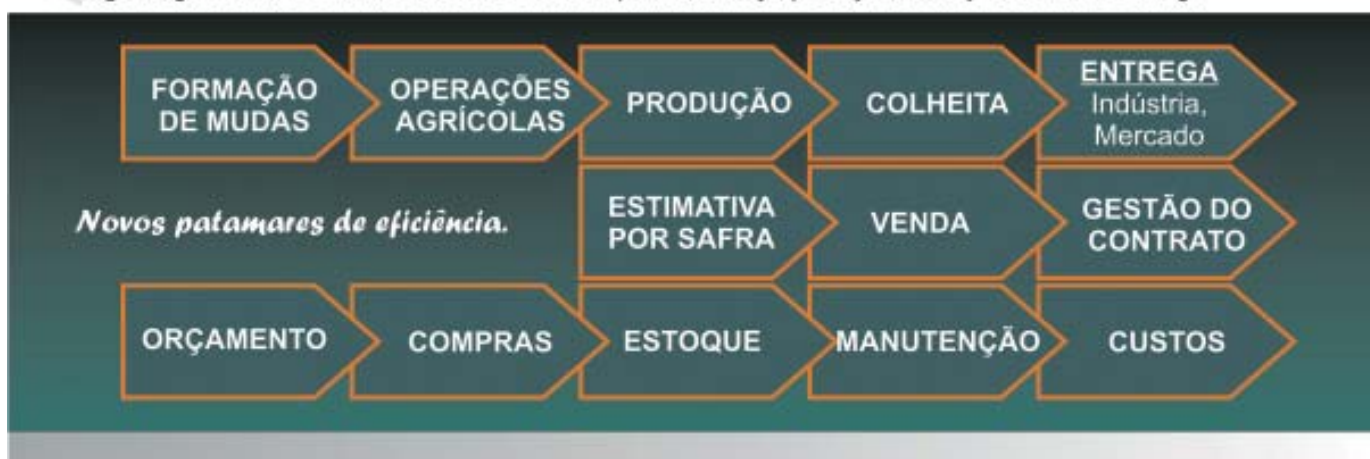 FORMAÇÃO
DE MUDAS
OPERAÇÕES
AGRÍCOLAS
PRODUÇÃO
COLHEITA
ENTREGA
Indústria,
Mercado
Novos patamares de eficiência.
ESTIMATIVA
POR SAFRA
VENDA
GESTÃO DO
CONTRATO
ORÇAMENTO
COMPRAS
ESTOQUE
MANUTENÇÃO
CUSTOS